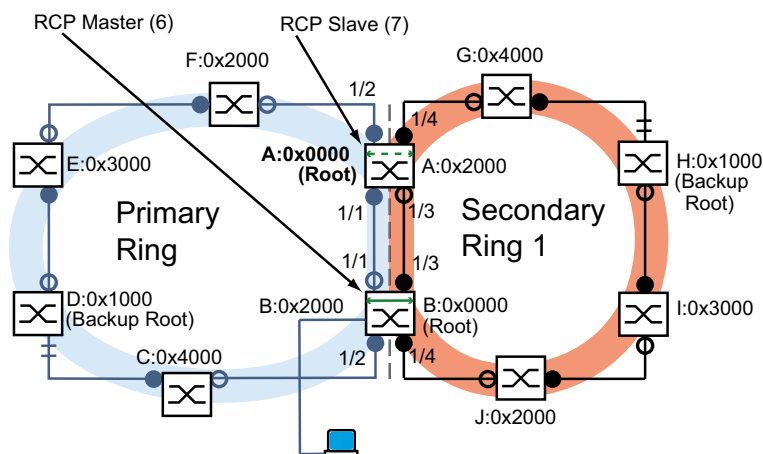 RCP Master (6)
RCP Slave (7)
F:0x2000
G:0x4000
1/2
1/4
A:0x0000
(Root)
A:0x2000
E:0x3000
H:0x1000
(Backup
Root)
1/1
1/3
Primary
Ring
Secondary
Ring 1
1/1
1/3
D:0x1000
(Backup Root)
B:0x2000
B:0x0000
(Root)
I:0x3000
C:0x4000
1/2
1/4
J:0x2000